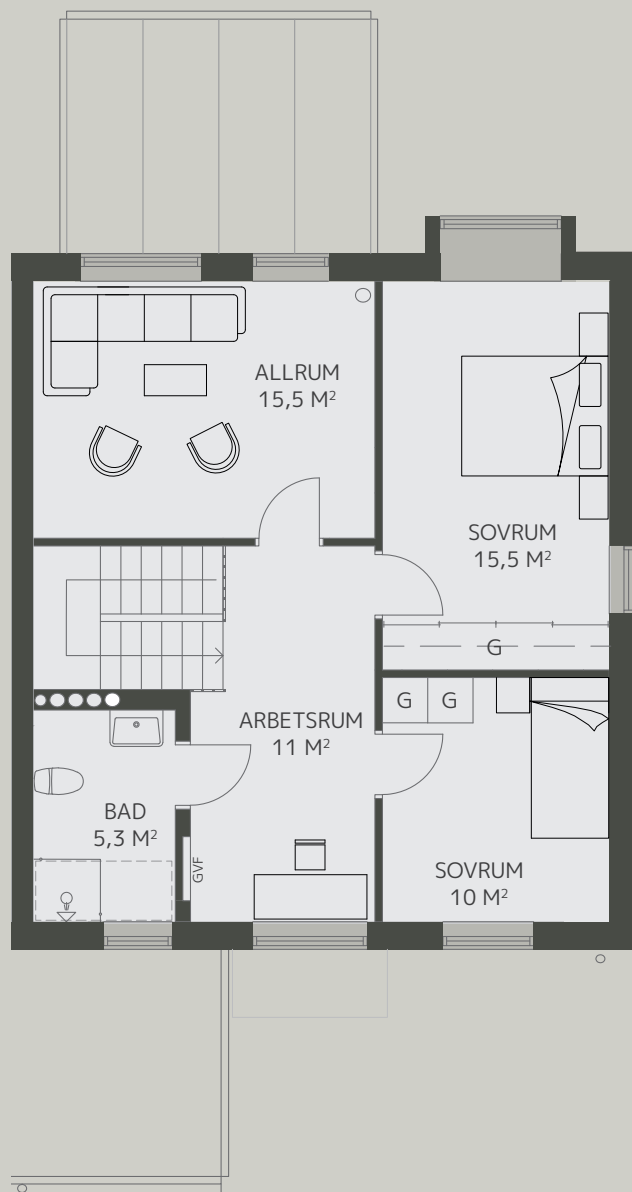 ALLRUM
15,5 M²
SOVRUM
15,5 M²
G
G G
ARBETSRUM
11 M²
BAD
5,3 M²
GVF
SOVRUM
10 M²